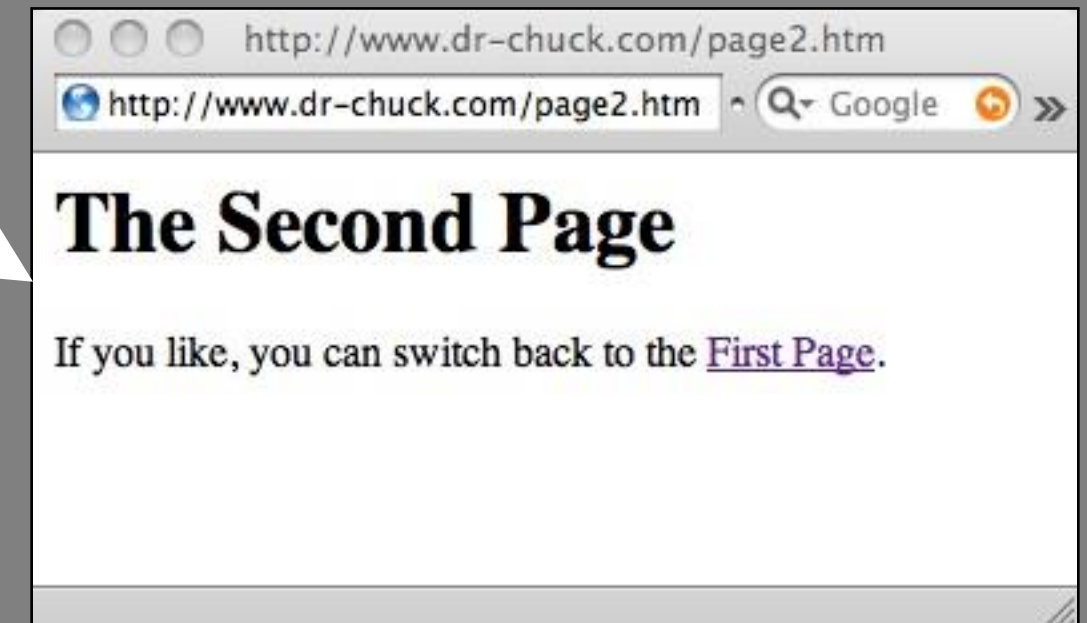 http://www.dr-chuck.com/page2.htm
http://www.dr-chuck.com/page2.htm Google
The Second Page
If you like, you can switch back to the First Page.